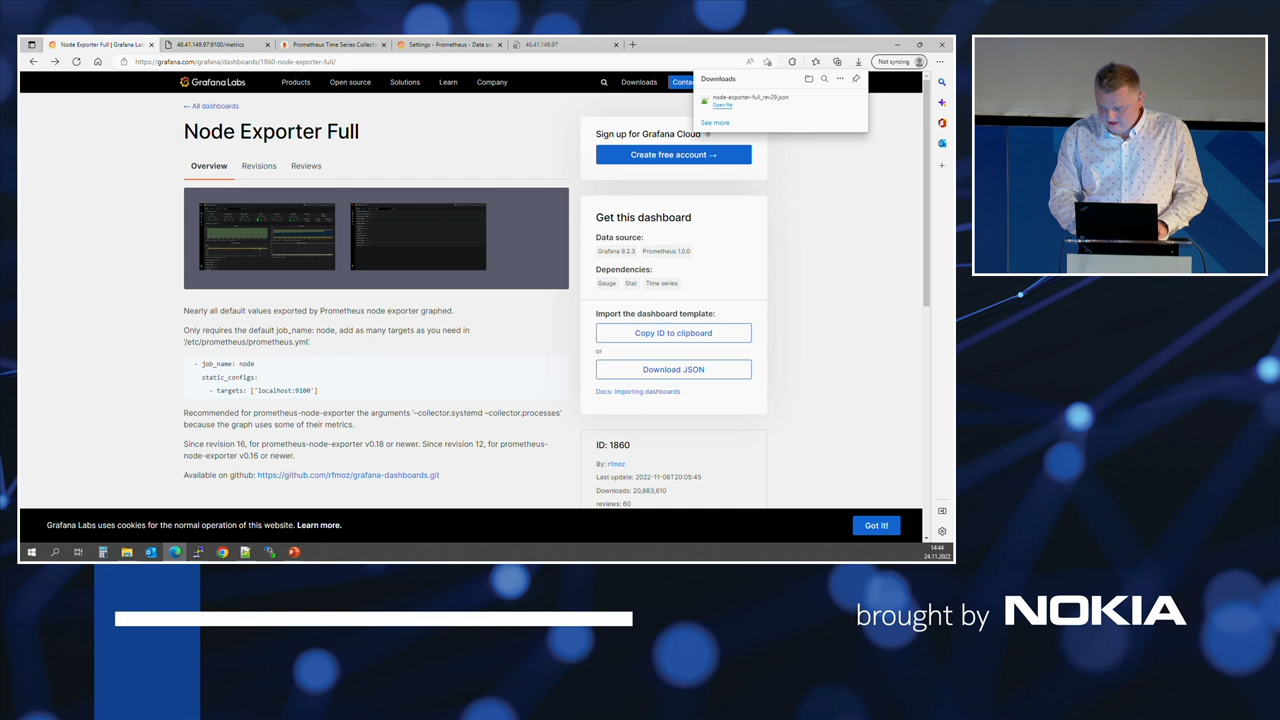 Node Exporter Full | Grafana Lab
46.41.149.97:9100/metrics
Prometheus Time Series Collect
Settings - Prometheus - Data so
46.41.149.97
https://grafana.com/grafana/dashboards/1860-node-exporter-full/
Not syncing
Grafana Labs
Products
Open source
Solutions
Learn
Company
Downloads
Downloads
node-exporter-full_rev29.json
Open file
See more
← All dashboards
Node Exporter Full
Overview
Revisions
Reviews
Nearly all default values exported by Prometheus node exporter graphed.
Only requires the default job_name: node, add as many targets as you need in
'/etc/prometheus/prometheus.yml'.
- job_name: node
static_configs:
- targets: ['localhost:9100']
Recommended for prometheus-node-exporter the arguments '–collector.systemd –collector.processes'
because the graph uses some of their metrics.
Since revision 16, for prometheus-node-exporter v0.18 or newer. Since revision 12, for prometheus-
node-exporter v0.16 or newer.
Available on github: https://github.com/rfmoz/grafana-dashboards.git
Sign up for Grafana Cloud
Create free account →
Get this dashboard
Data source:
Grafana 9.2.3
Prometheus 1.0.0
Dependencies:
Gauge
Stat
Time series
Import the dashboard template:
Copy ID to clipboard
or
Download JSON
Docs: Importing dashboards
ID: 1860
By: rfmoz
Last update: 2022-11-08T20:05:45
Downloads: 20,883,610
reviews: 60
Grafana Labs uses cookies for the normal operation of this website. Learn more.
Got it!
14:44
24.11.2022
brought by NOKIA